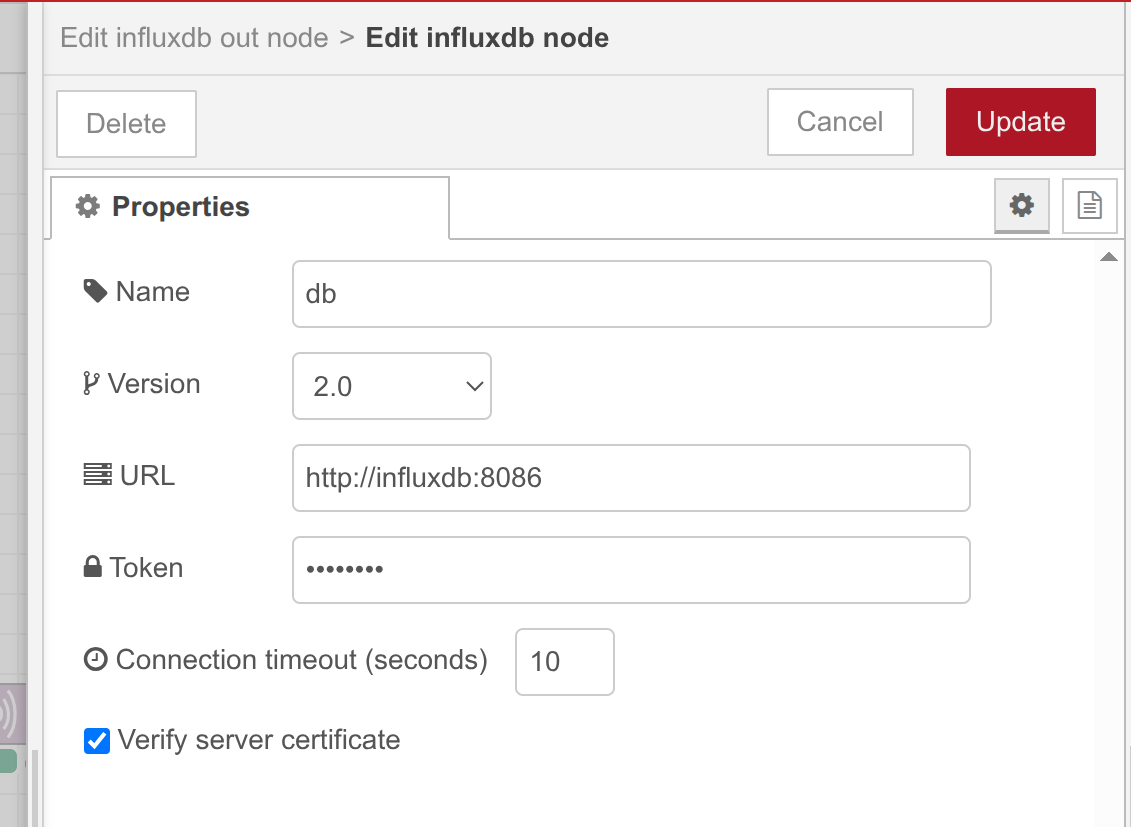 Edit influxdb out node > Edit influxdb node
Delete
Cancel
Update
Properties
Name
db
Version
2.0
URL
http://influxdb:8086
Token
••••••••
Connection timeout (seconds)
10
Verify server certificate